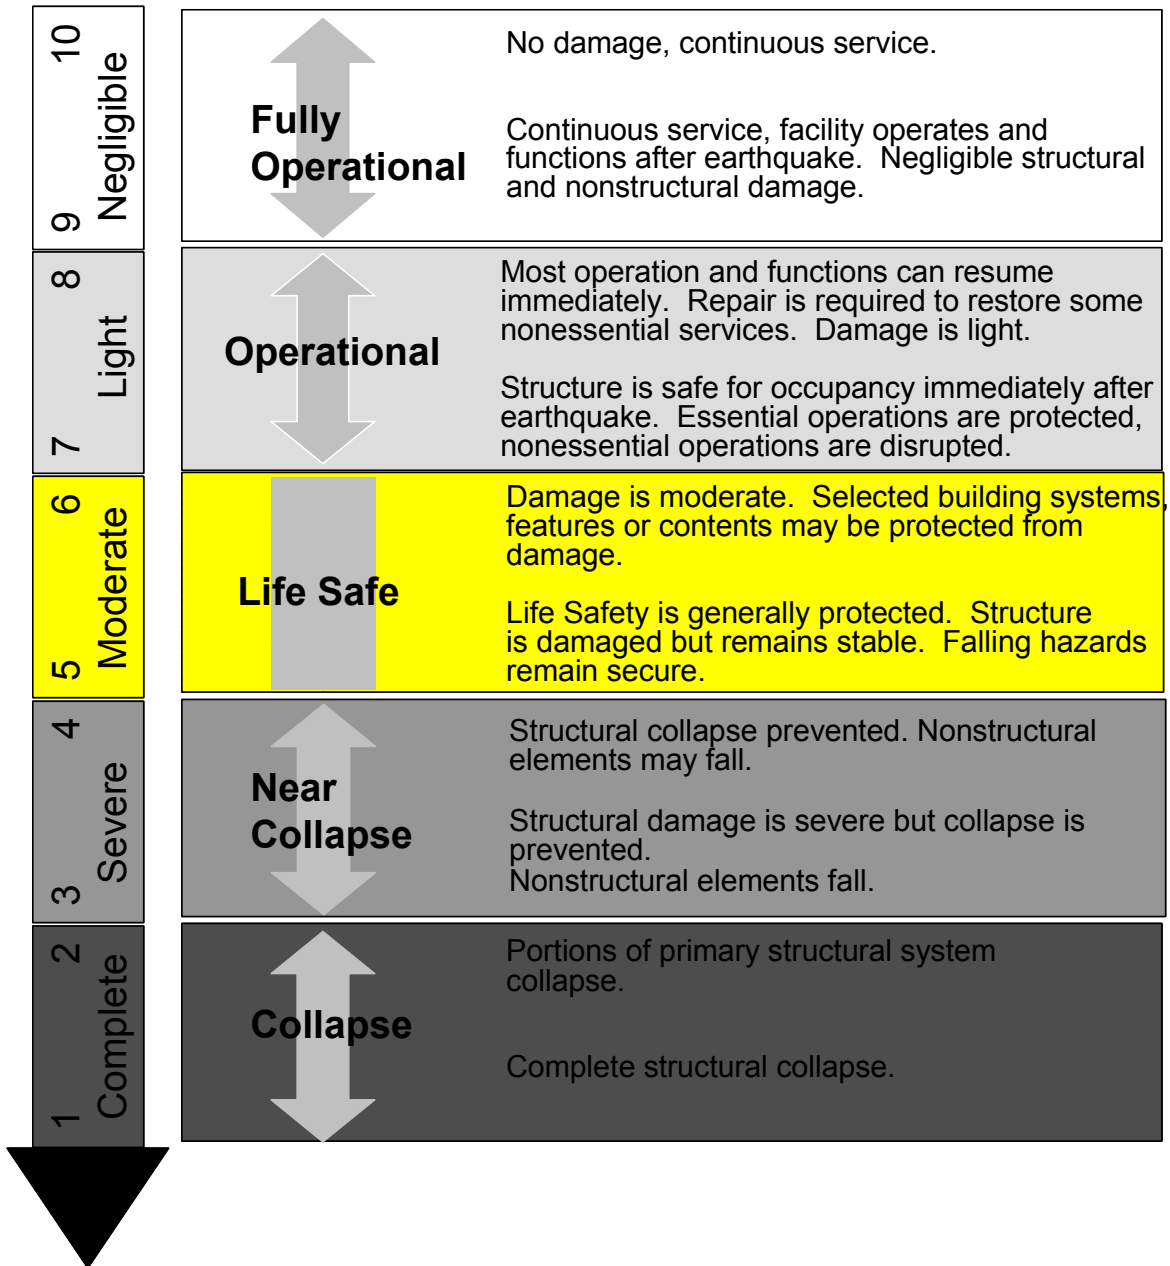 10
Negligible
9
Fully
Operational
No damage, continuous service.
Continuous service, facility operates and
functions after earthquake.  Negligible structural
and nonstructural damage.
8
Light
7
Operational
Most operation and functions can resume
immediately.  Repair is required to restore some
nonessential services.  Damage is light.
Structure is safe for occupancy immediately after
earthquake.  Essential operations are protected,
nonessential operations are disrupted.
6
Moderate
5
Life Safe
Damage is moderate.  Selected building systems,
features or contents may be protected from
damage.
Life Safety is generally protected.  Structure
is damaged but remains stable.  Falling hazards
remain secure.
4
Severe
3
Near
Collapse
Structural collapse prevented. Nonstructural
elements may fall.
Structural damage is severe but collapse is
prevented.
Nonstructural elements fall.
2
Complete
1
Collapse
Portions of primary structural system
collapse.
Complete structural collapse.